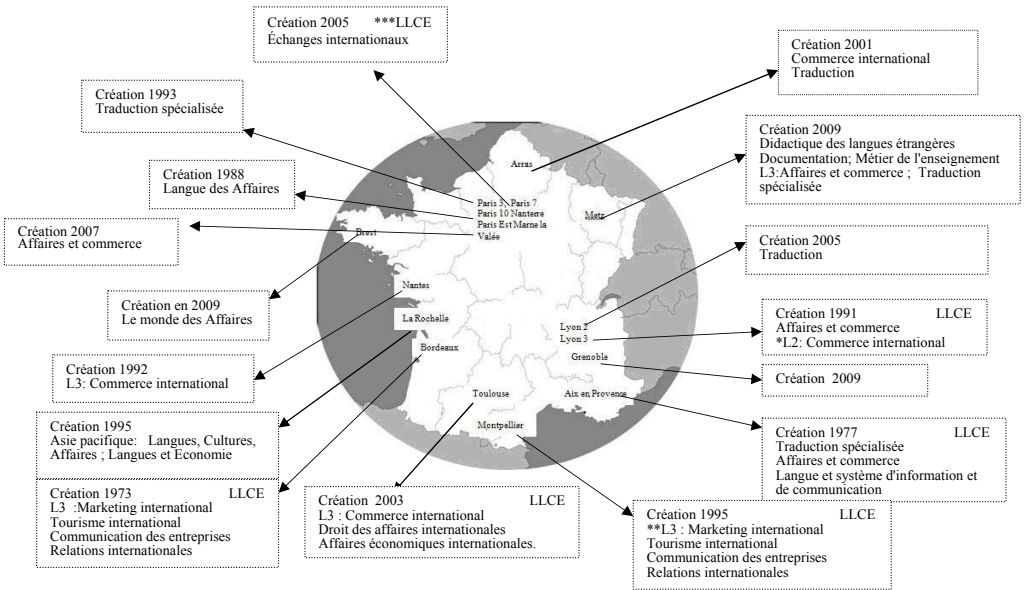 Création 2005 ***LLCE
Échanges internationaux
Création 2001
Commerce international
Traduction
Création 1993
Traduction spécialisée
Création 2009
Didactique des langues étrangères
Documentation; Métier de l'enseignement
L3:Affaires et commerce ; Traduction
spécialisée
Création 1988
Langue des Affaires
Création 2007
Affaires et commerce
Création 2005
Traduction
Création en 2009
Le monde des Affaires
Création 1991 LLCE
Affaires et commerce
*L2: Commerce international
Création 1992
L3: Commerce international
Création 2009
Création 1995
Asie pacifique: Langues, Cultures,
Affaires ; Langues et Economie
Création 1977 LLCE
Traduction spécialisée
Affaires et commerce
Langue et système d'information et
de communication
Création 1973 LLCE
L3 :Marketing international
Tourisme international
Communication des entreprises
Relations internationales
Création 2003 LLCE
L3 : Commerce international
Droit des affaires internationales
Affaires économiques internationales.
Création 1995 LLCE
**L3 : Marketing international
Tourisme international
Communication des entreprises
Relations internationales
Arras
Paris 3, Paris 7
Paris 10 Nanterre
Paris Est Marne la
Valée
Metz
Brest
Nantes
La Rochelle
Bordeaux
Lyon 2
Lyon 3
Grenoble
Toulouse
Aix en Provence
Montpellier